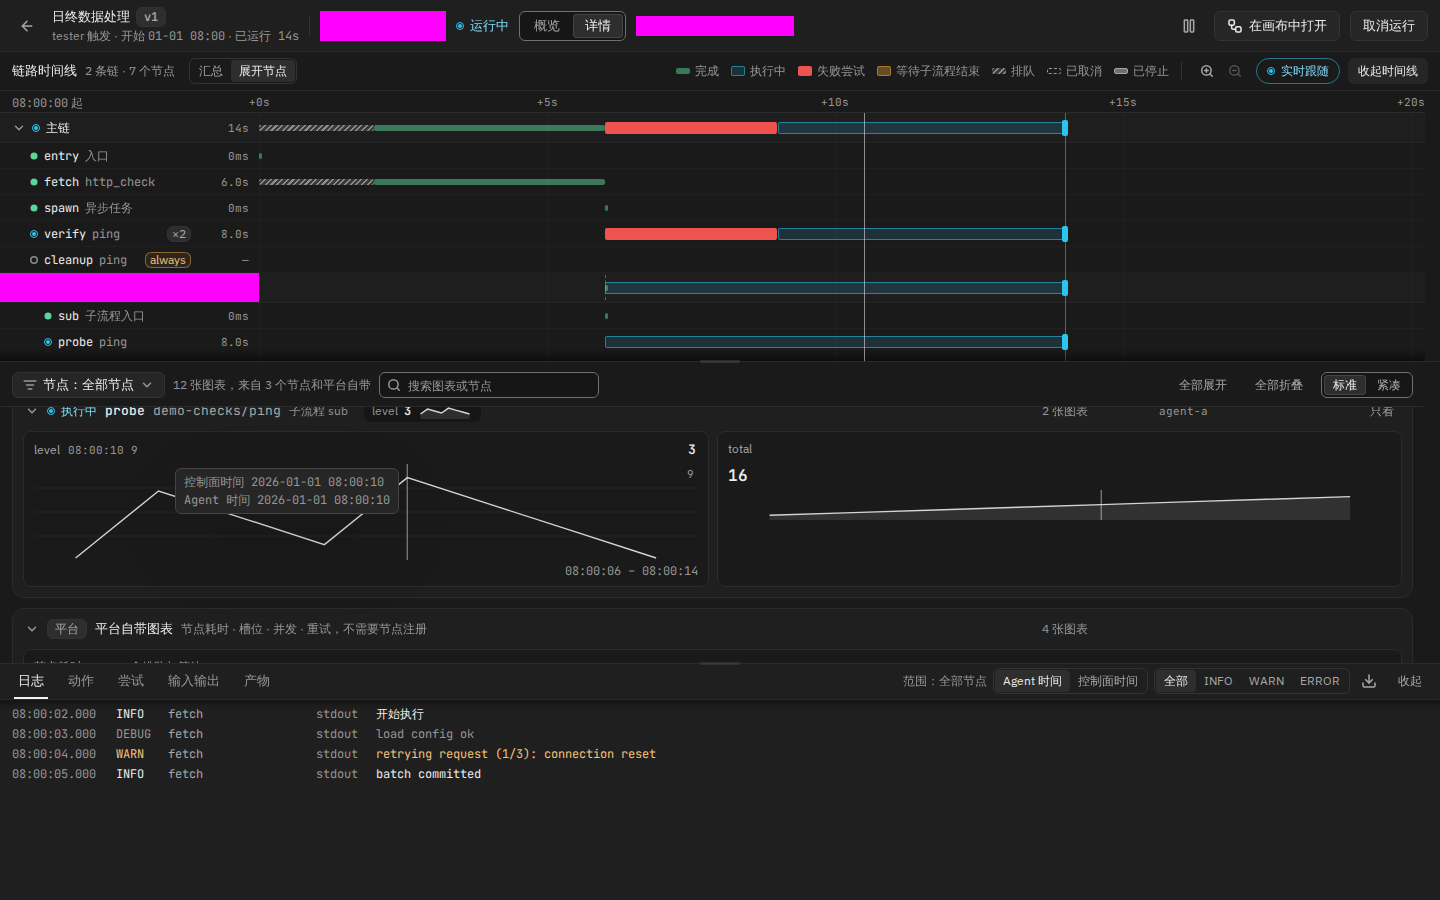 日终数据处理 v1
tester 触发 · 开始 01-01 08:00 · 已运行 14s
运行中
概览 详情
在画布中打开
取消运行
链路时间线 2 条链 · 7 个节点 汇总 展开节点
完成 执行中 失败尝试 等待子流程结束 排队 已取消 已停止
实时跟随 收起时间线
08:00:00 起 +0s +5s +10s +15s +20s
主链 14s
entry 入口 0ms
fetch http_check 6.0s
spawn 异步任务 0ms
verify ping ×2 8.0s
cleanup ping always –
sub 子流程入口 0ms
probe ping 8.0s
节点：全部节点 12 张图表，来自 3 个节点和平台自带 搜索图表或节点 全部展开 全部折叠 标准 紧凑
执行中 probe demo-checks/ping 子流程 sub level 3 2 张图表 agent-a 只看
level 08:00:10 9 3
9
控制面时间 2026-01-01 08:00:10
Agent 时间 2026-01-01 08:00:10
08:00:06 – 08:00:14
total
16
平台 平台自带图表 节点耗时 · 槽位 · 并发 · 重试，不需要节点注册 4 张图表
日志 动作 尝试 输入输出 产物 范围：全部节点 Agent 时间 控制面时间 全部 INFO WARN ERROR 收起
08:00:02.000 INFO fetch stdout 开始执行
08:00:03.000 DEBUG fetch stdout load config ok
08:00:04.000 WARN fetch stdout retrying request (1/3): connection reset
08:00:05.000 INFO fetch stdout batch committed